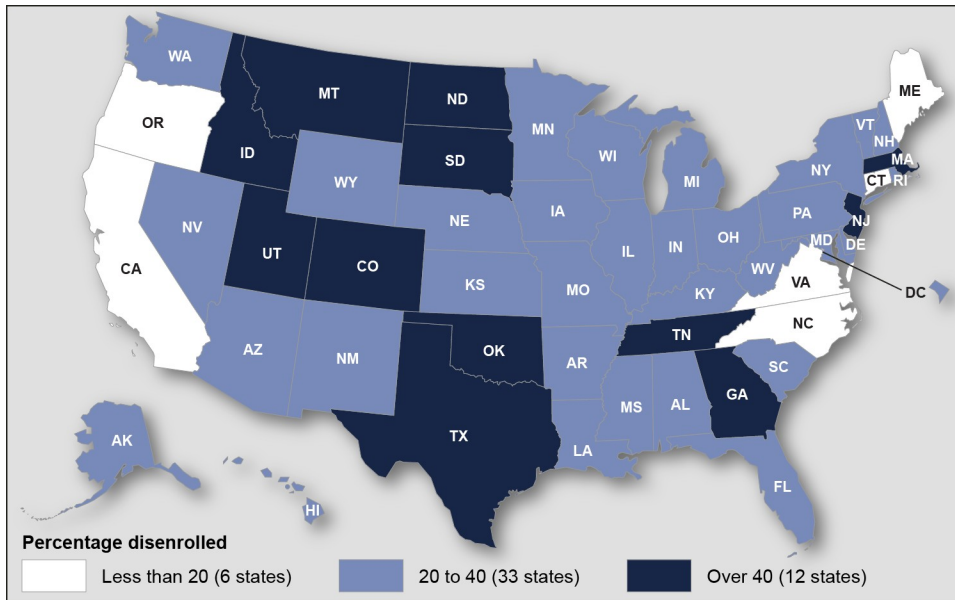 WA
MT
ND
ME
OR
MN
VT
NH
ID
SD
WI
MA
NY
WY
MI
CT
RI
NV
NE
IA
PA
NJ
CA
UT
CO
IL
IN
OH
MD
DE
KS
MO
WV
VA
KY
DC
AZ
NM
OK
AR
TN
NC
SC
TX
MS
AL
GA
AK
LA
FL
HI
Percentage disenrolled
Less than 20 (6 states)
20 to 40 (33 states)
Over 40 (12 states)